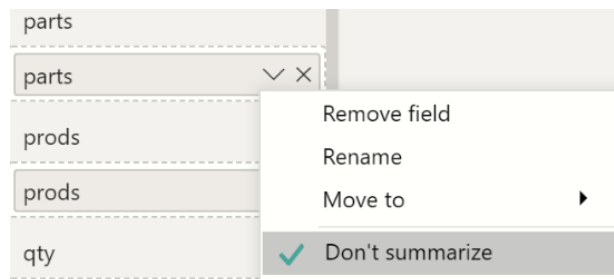 parts
parts
Remove field
prods
Rename
prods
Move to
qty
Don't summarize